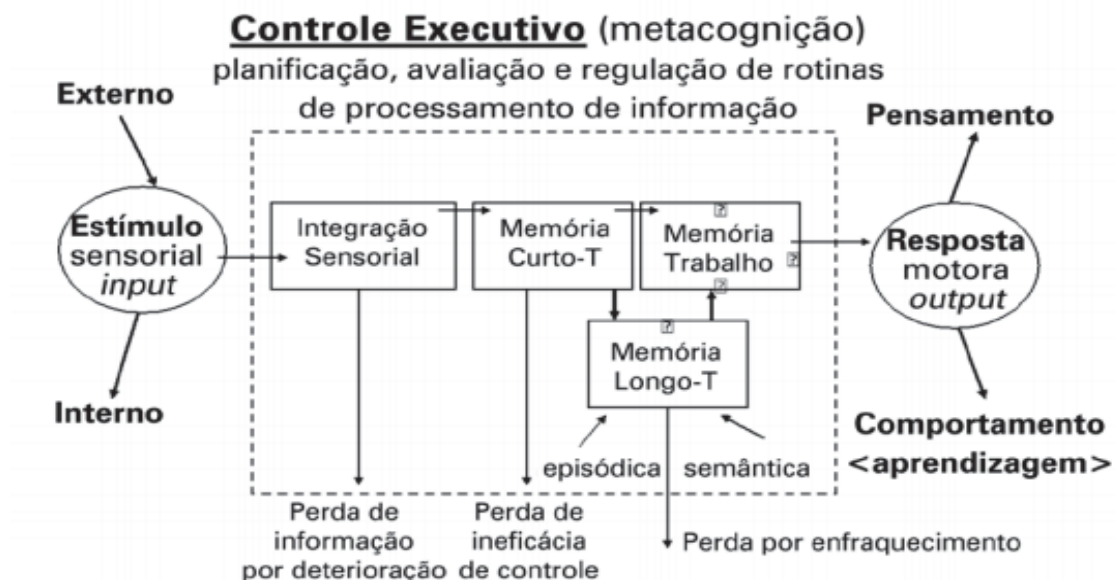 Controle Executivo (metacognição)
planificação, avaliação e regulação de rotinas
de processamento de informação
Externo
Estímulo
sensorial
input
Interno
Integração
Sensorial
Memória
Curto-T
Memória
Trabalho
Memória
Longo-T
episódica
semântica
Pensamento
Resposta
motora
output
Comportamento
<aprendizagem>
Perda de
informação
por deterioração
Perda de
ineficácia
de controle
Perda por enfraquecimento